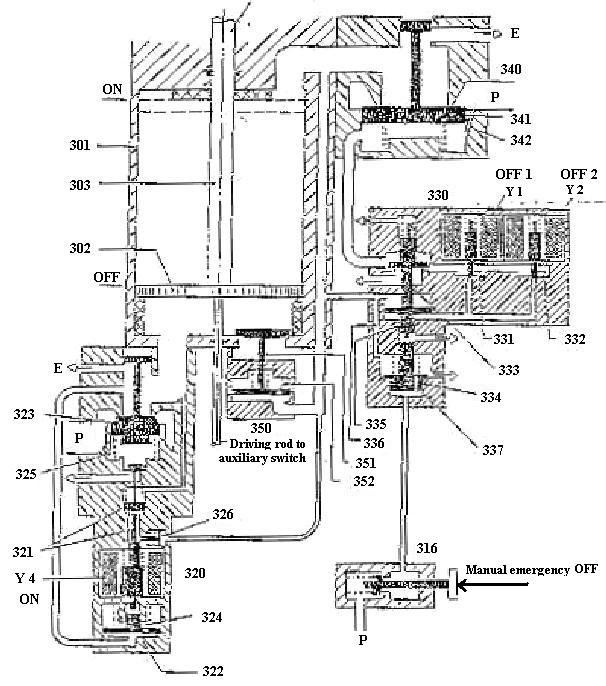 E
340
P
341
342
ON
301
303
302
OFF
OFF 1
OFF 2
330
Y 1
Y 2
331
332
333
334
335
336
337
E
323
P
325
350
Driving rod to
auxiliary switch
351
352
321
326
Y 4
320
ON
324
322
316
Manual emergency OFF
P